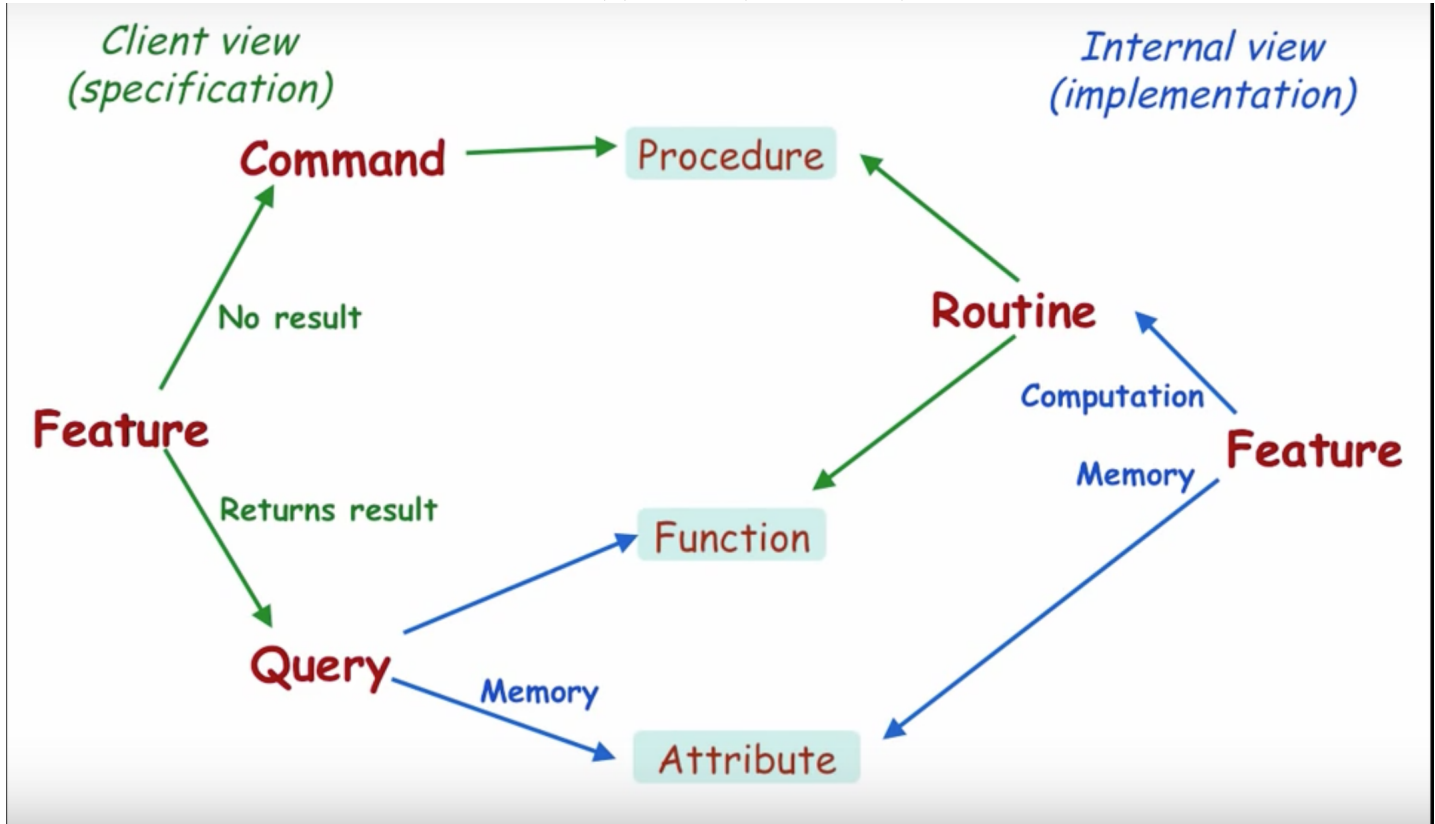 Client view
(specification)
Internal view
(implementation)
Command
Procedure
No result
Routine
Computation
Feature
Feature
Memory
Returns result
Function
Query
Memory
Attribute